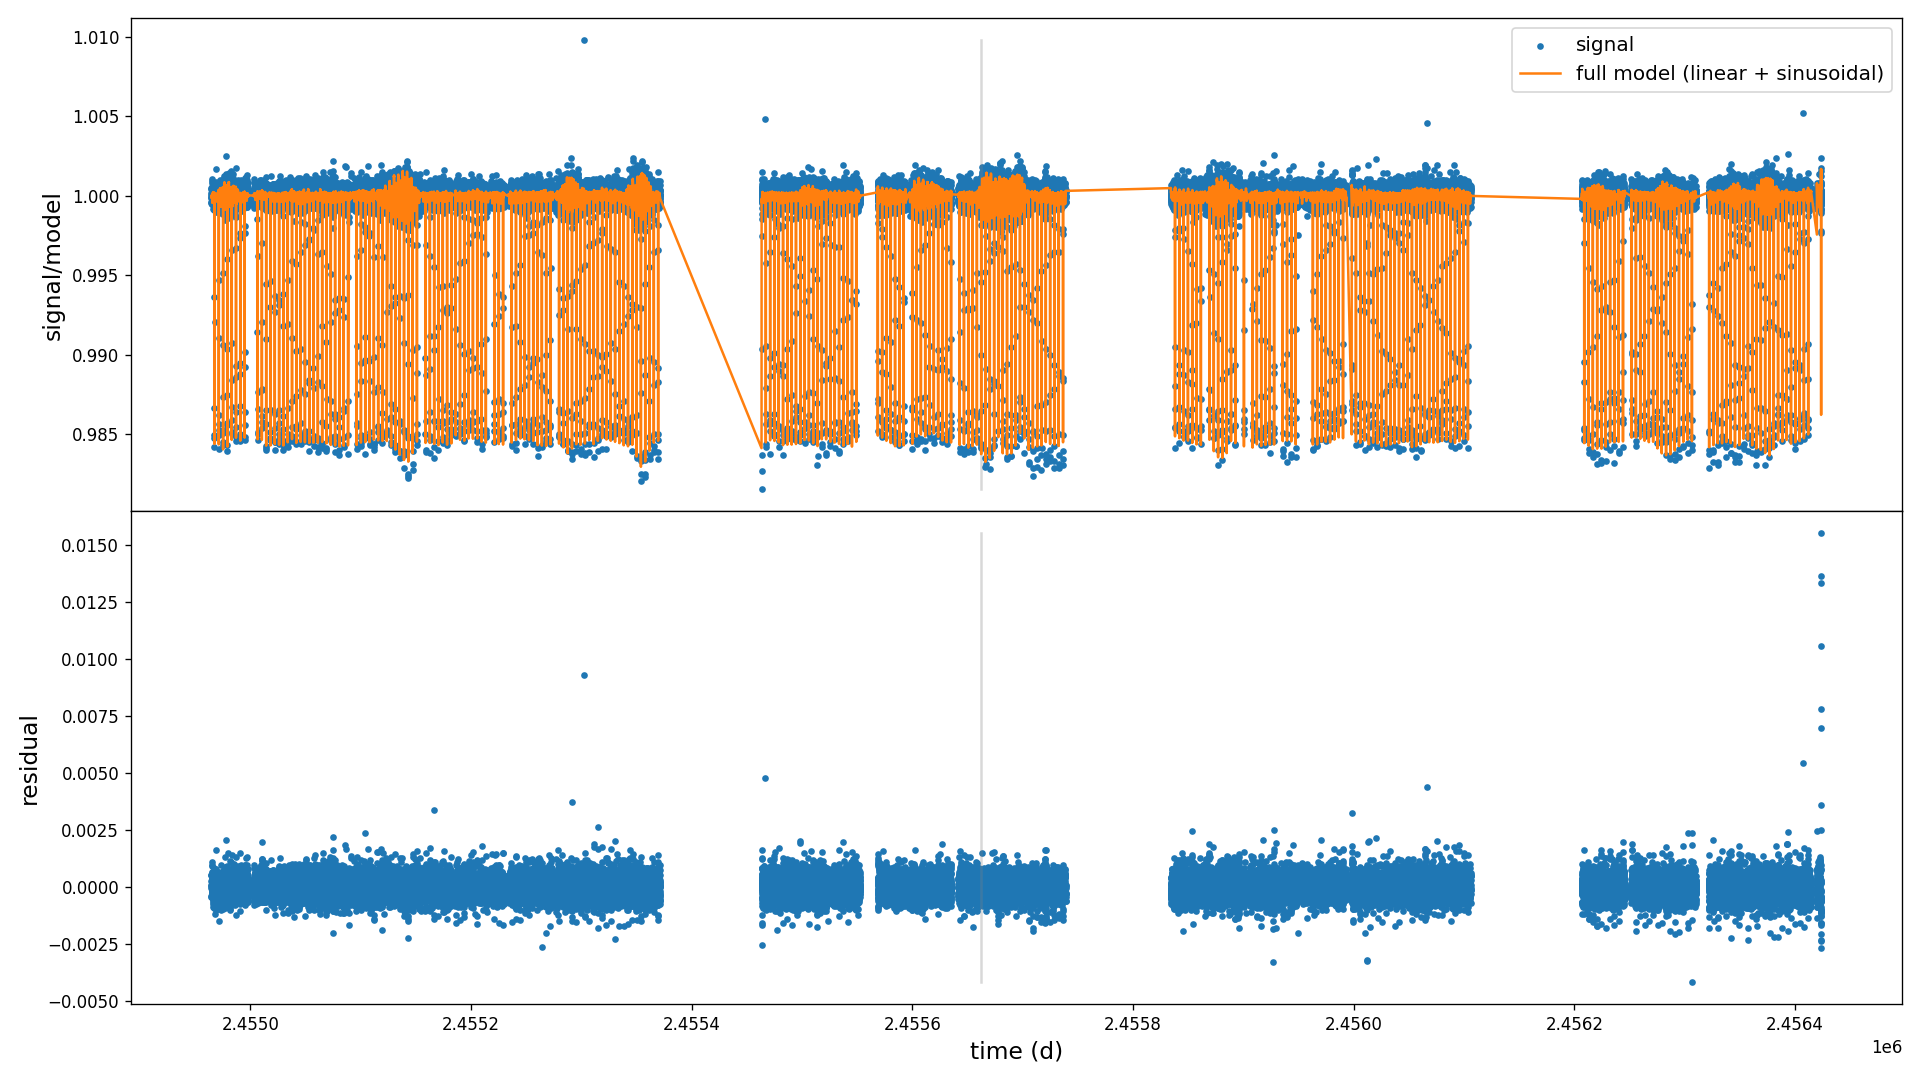 signal/model
1.010
1.005
1.000
0.995
0.990
0.985
signal
full model (linear + sinusoidal)
residual
0.0150
0.0125
0.0100
0.0075
0.0050
0.0025
0.0000
−0.0025
−0.0050
2.4550 2.4552 2.4554 2.4556 2.4558 2.4560 2.4562 2.4564
1e6
time (d)